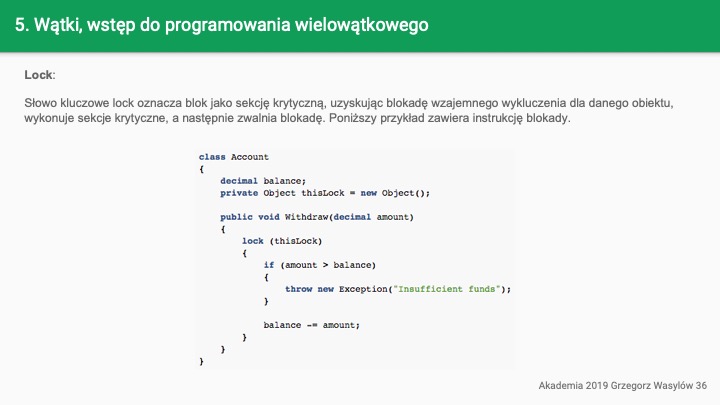 5. Wątki, wstęp do programowania wielowątkowego
Lock:
Słowo kluczowe lock oznacza blok jako sekcję krytyczną, uzyskując blokadę wzajemnego wykluczenia dla danego obiektu,
wykonuje sekcje krytyczne, a następnie zwalnia blokadę. Poniższy przykład zawiera instrukcję blokady.
class Account
{
    decimal balance;
    private Object thisLock = new Object();

    public void Withdraw(decimal amount)
    {
        lock (thisLock)
        {
            if (amount > balance)
            {
                throw new Exception("Insufficient funds");
            }

            balance -= amount;
        }
    }
}
Akademia 2019 Grzegorz Wasylów 36